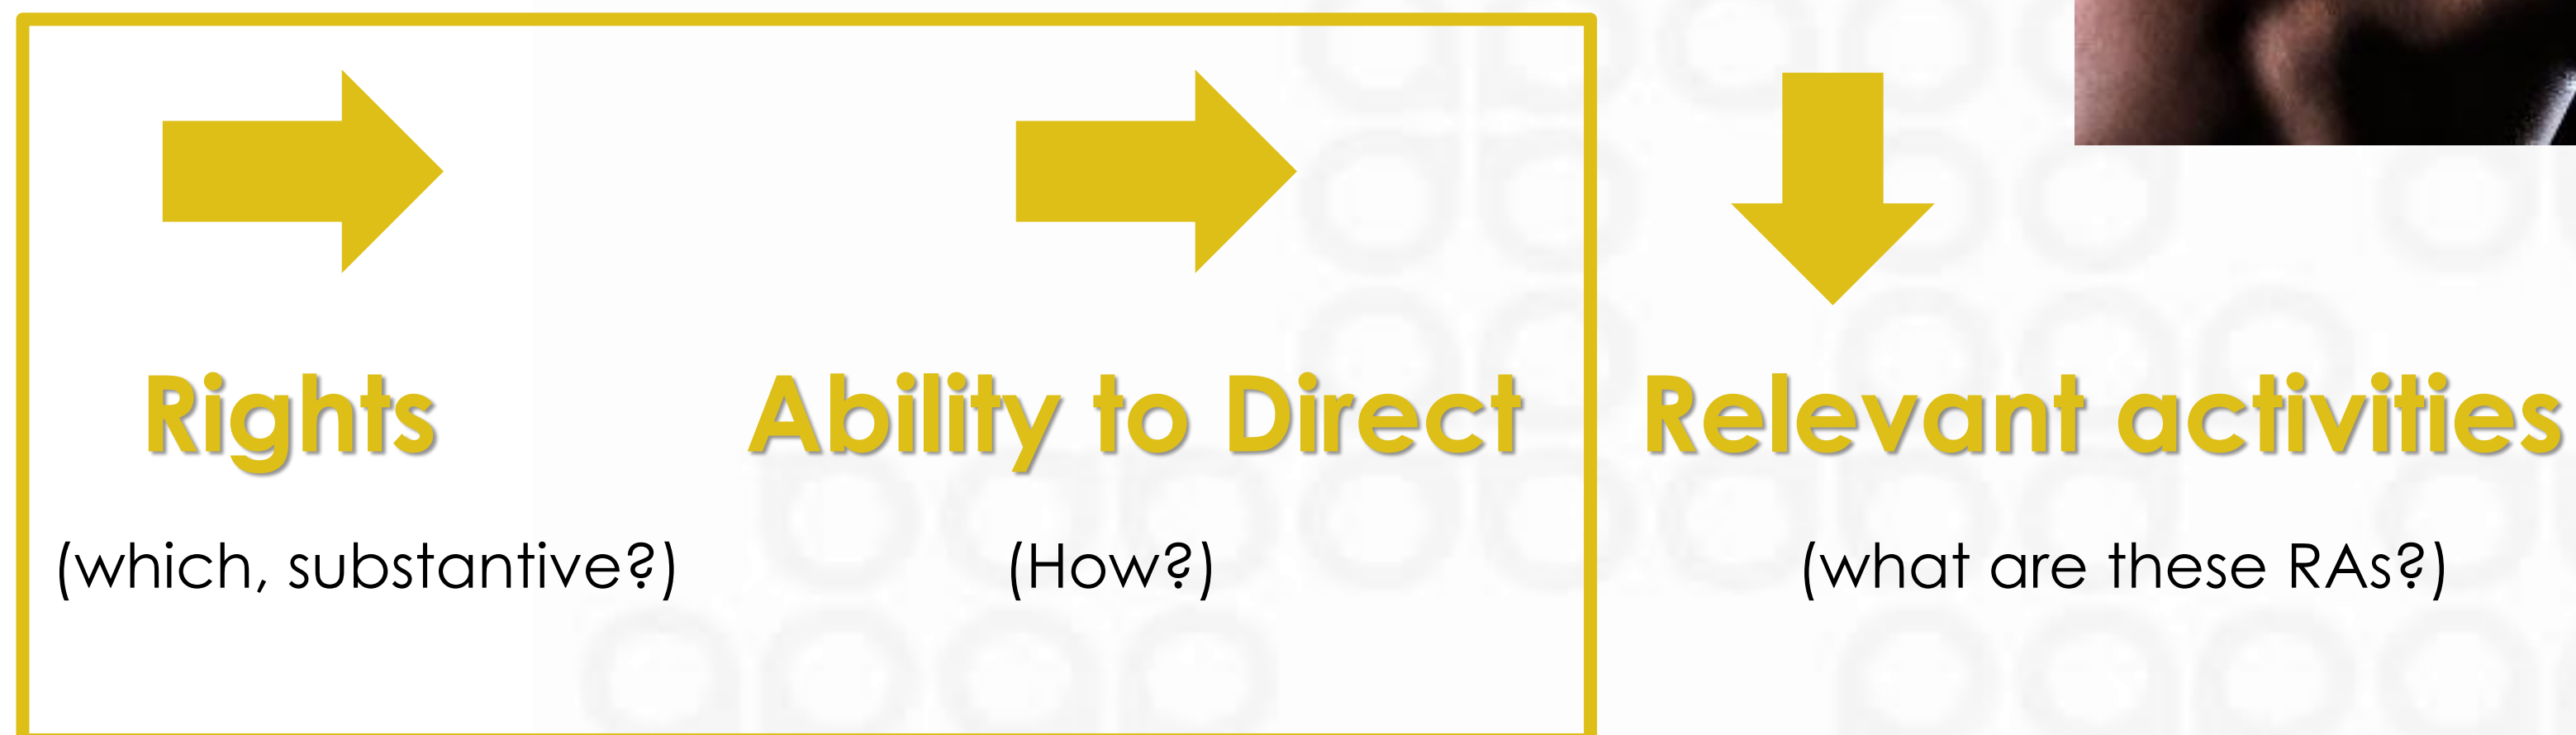 Rights
Ability to Direct
Relevant activities
(which, substantive?)
(How?)
(what are these RAs?)